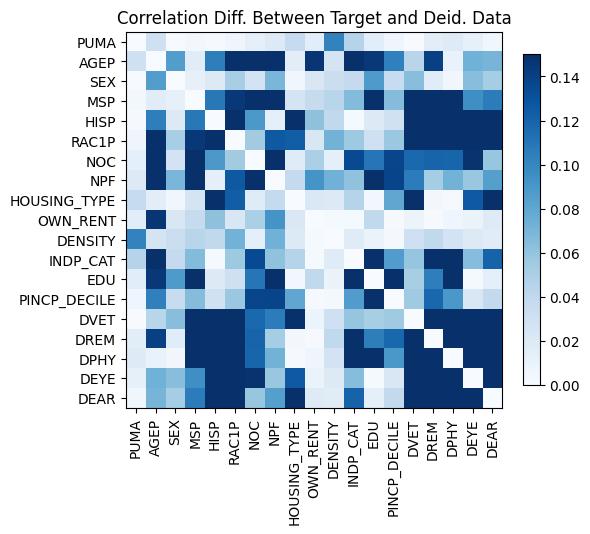 Correlation Diff. Between Target and Deid. Data
PUMA
AGEP
SEX
MSP
HISP
RAC1P
NOC
NPF
HOUSING_TYPE
OWN_RENT
DENSITY
INDP_CAT
EDU
PINCP_DECILE
DVET
DREM
DPHY
DEYE
DEAR
0.14
0.12
0.10
0.08
0.06
0.04
0.02
0.00
PUMA
AGEP
SEX
MSP
HISP
RAC1P
NOC
NPF
HOUSING_TYPE
OWN_RENT
DENSITY
INDP_CAT
EDU
PINCP_DECILE
DVET
DREM
DPHY
DEYE
DEAR